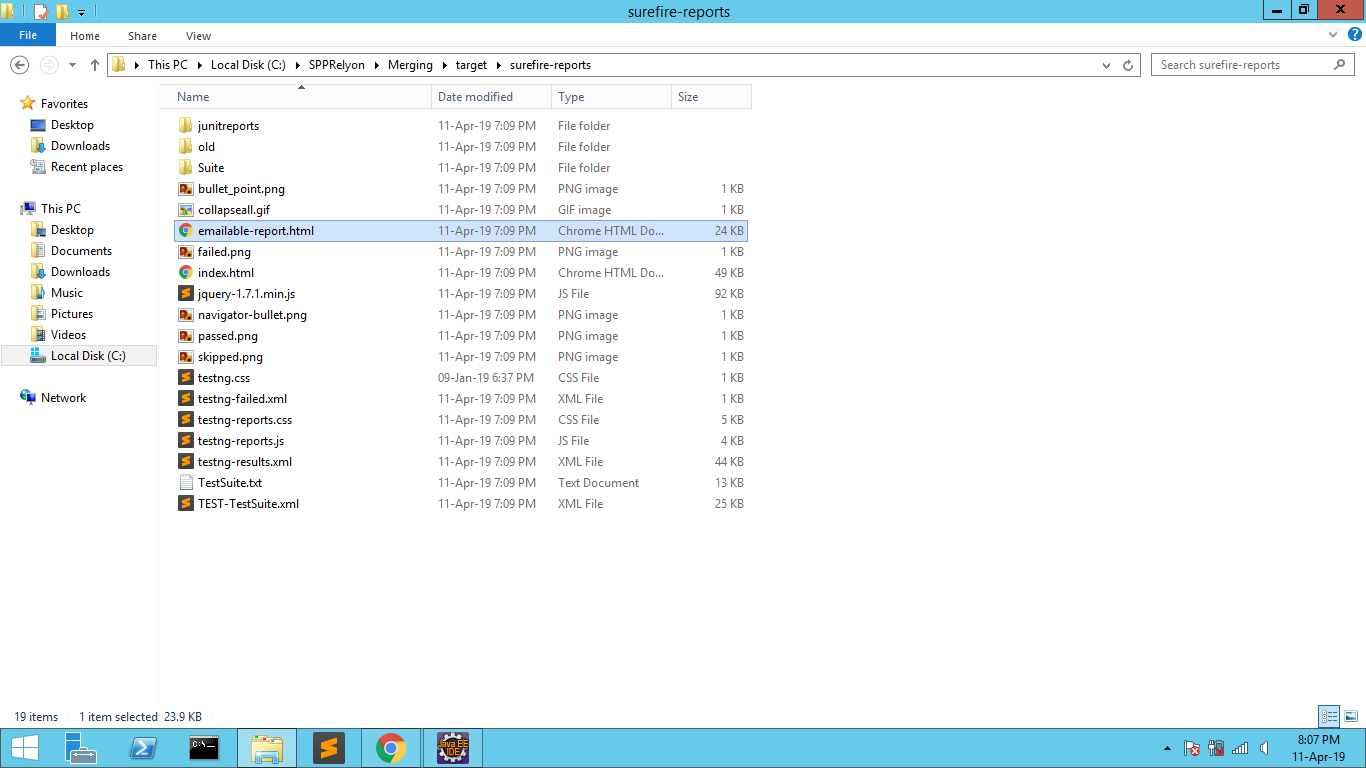 surefire-reports
File Home Share View
This PC Local Disk (C:) SPPRelyon Merging target surefire-reports
Search surefire-reports
Name Date modified Type Size
Favorites
Desktop
Downloads
Recent places
This PC
Desktop
Documents
Downloads
Music
Pictures
Videos
Local Disk (C:)
Network
junitreports 11-Apr-19 7:09 PM File folder
old 11-Apr-19 7:09 PM File folder
Suite 11-Apr-19 7:09 PM File folder
bullet_point.png 11-Apr-19 7:09 PM PNG image 1 KB
collapseall.gif 11-Apr-19 7:09 PM GIF image 1 KB
emailable-report.html 11-Apr-19 7:09 PM Chrome HTML Do... 24 KB
failed.png 11-Apr-19 7:09 PM PNG image 1 KB
index.html 11-Apr-19 7:09 PM Chrome HTML Do... 49 KB
jquery-1.7.1.min.js 11-Apr-19 7:09 PM JS File 92 KB
navigator-bullet.png 11-Apr-19 7:09 PM PNG image 1 KB
passed.png 11-Apr-19 7:09 PM PNG image 1 KB
skipped.png 11-Apr-19 7:09 PM PNG image 1 KB
testng.css 09-Jan-19 6:37 PM CSS File 1 KB
testng-failed.xml 11-Apr-19 7:09 PM XML File 1 KB
testng-reports.css 11-Apr-19 7:09 PM CSS File 5 KB
testng-reports.js 11-Apr-19 7:09 PM JS File 4 KB
testng-results.xml 11-Apr-19 7:09 PM XML File 44 KB
TestSuite.txt 11-Apr-19 7:09 PM Text Document 13 KB
TEST-TestSuite.xml 11-Apr-19 7:09 PM XML File 25 KB
19 items 1 item selected 23.9 KB
C:\_
Java EE
IDE
8:07 PM
11-Apr-19